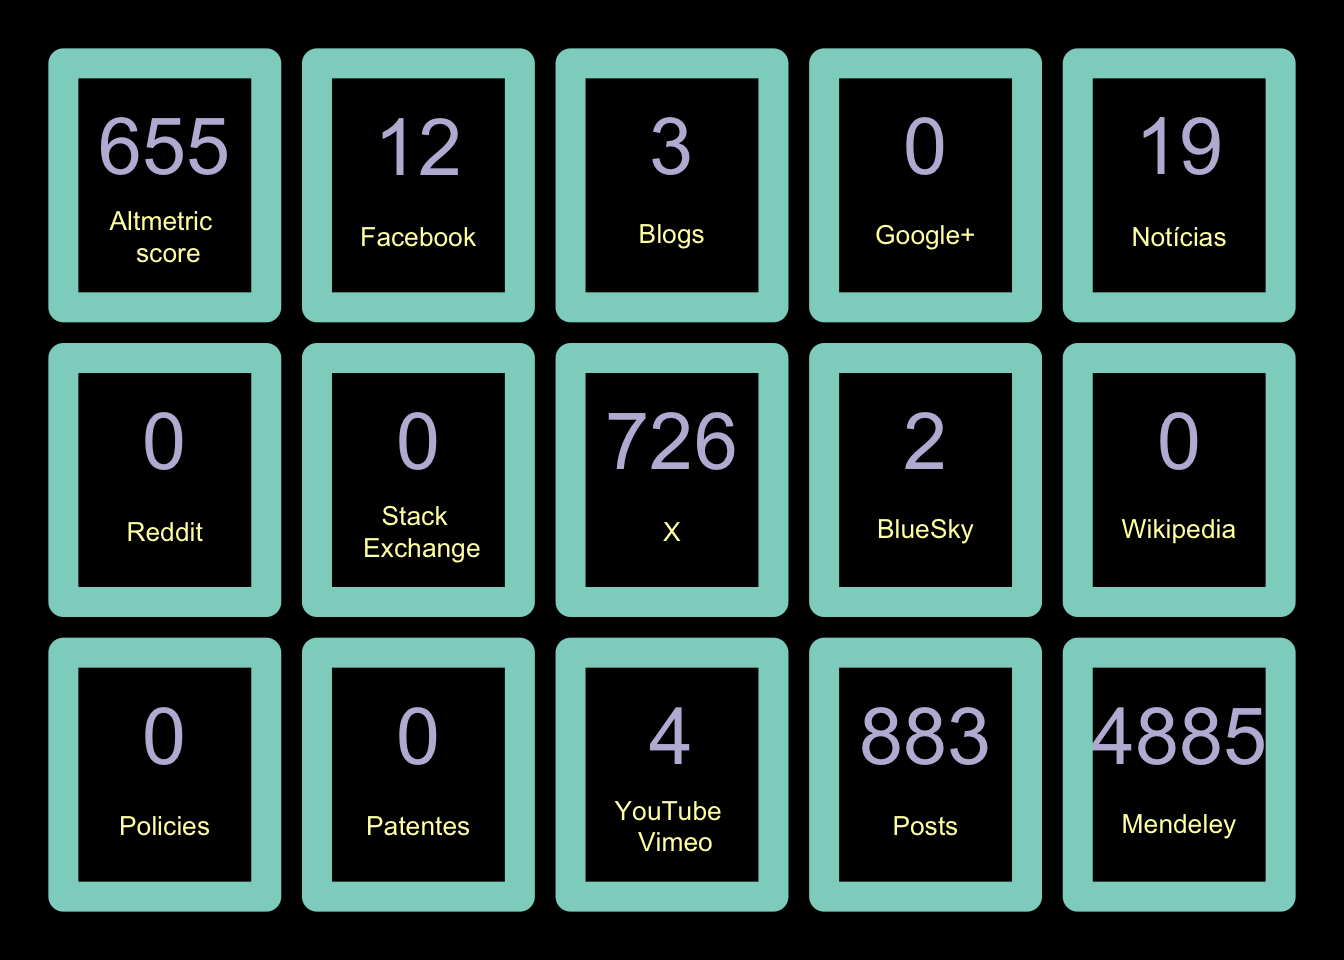 655
Altmetric
score
12
Facebook
3
Blogs
0
Google+
19
Notícias
0
Reddit
0
Stack
Exchange
726
X
2
BlueSky
0
Wikipedia
0
Policies
0
Patentes
4
YouTube
Vimeo
883
Posts
4885
Mendeley